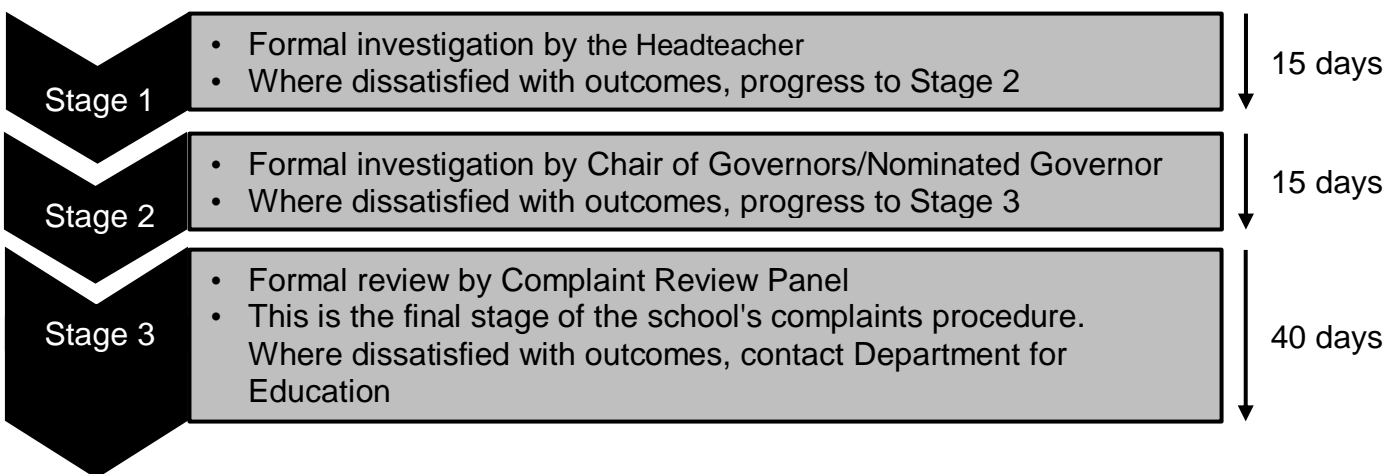 Stage 1
• Formal investigation by the Headteacher
• Where dissatisfied with outcomes, progress to Stage 2
15 days
Stage 2
• Formal investigation by Chair of Governors/Nominated Governor
• Where dissatisfied with outcomes, progress to Stage 3
15 days
Stage 3
• Formal review by Complaint Review Panel
• This is the final stage of the school's complaints procedure.
Where dissatisfied with outcomes, contact Department for
Education
40 days